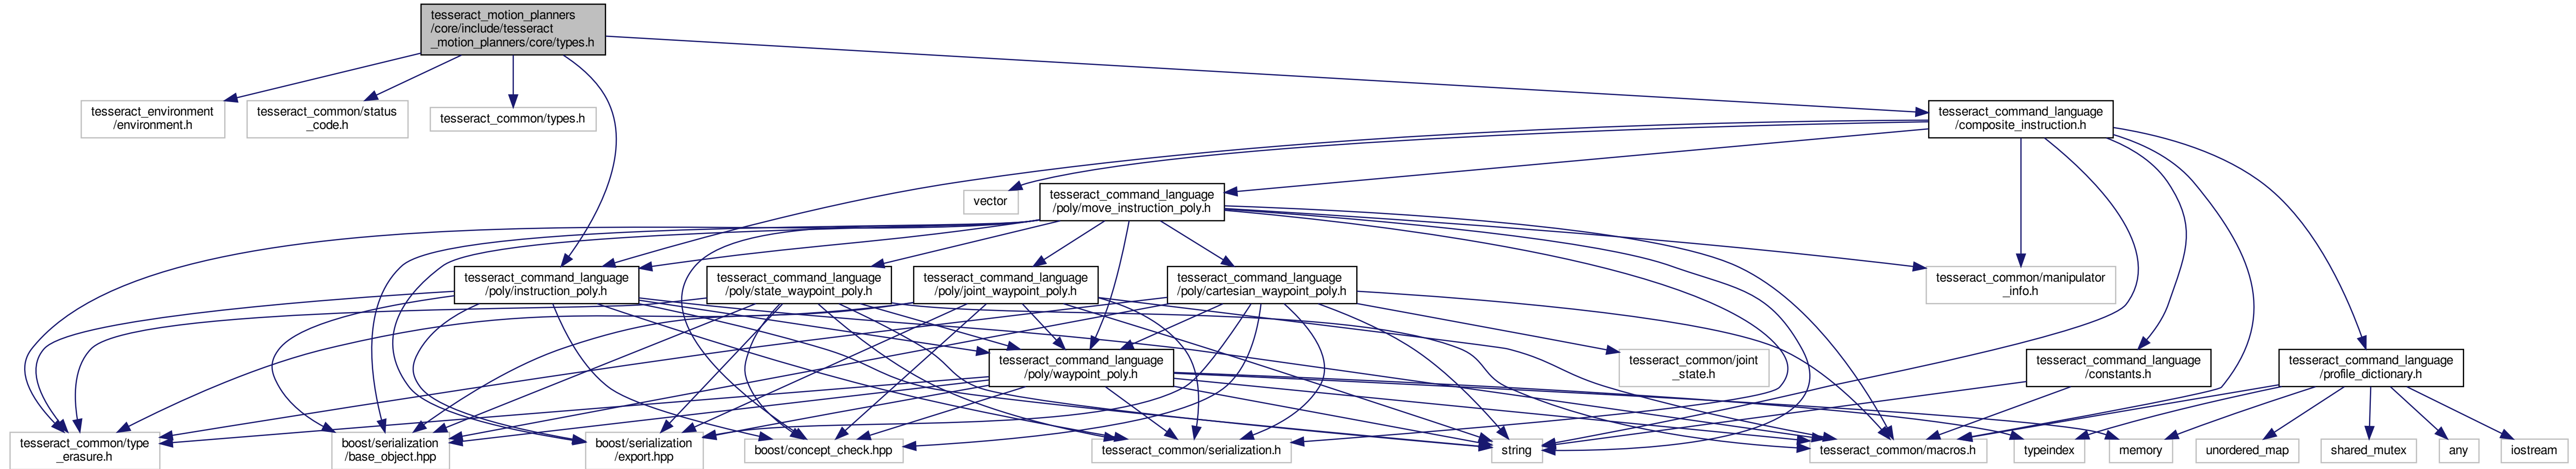 tesseract_motion_planners
/core/include/tesseract
_motion_planners/core/types.h
tesseract_environment
/environment.h
tesseract_common/status
_code.h
tesseract_common/types.h
tesseract_command_language
/composite_instruction.h
vector
tesseract_command_language
/poly/move_instruction_poly.h
tesseract_command_language
/poly/instruction_poly.h
tesseract_command_language
/poly/state_waypoint_poly.h
tesseract_command_language
/poly/joint_waypoint_poly.h
tesseract_command_language
/poly/cartesian_waypoint_poly.h
tesseract_common/manipulator
_info.h
tesseract_command_language
/poly/waypoint_poly.h
tesseract_common/joint
_state.h
tesseract_command_language
/constants.h
tesseract_command_language
/profile_dictionary.h
tesseract_common/type
_erasure.h
boost/serialization
/base_object.hpp
boost/serialization
/export.hpp
boost/concept_check.hpp
tesseract_common/serialization.h
string
tesseract_common/macros.h
typeindex
memory
unordered_map
shared_mutex
any
iostream